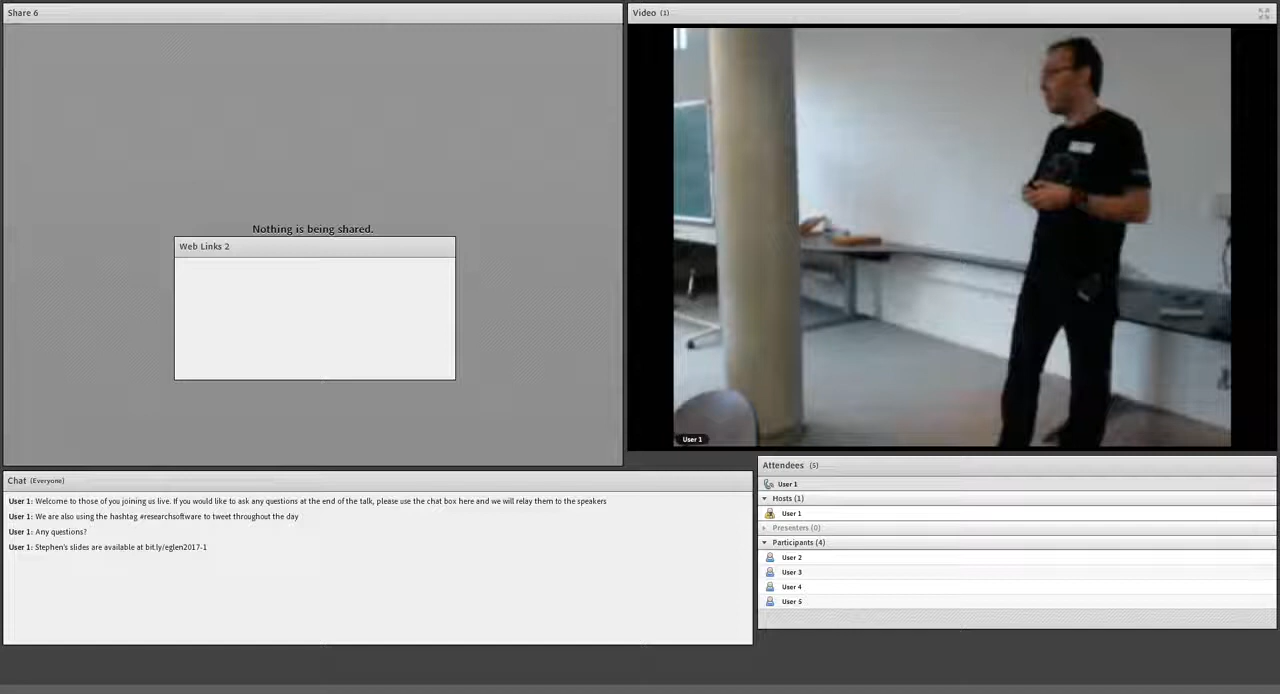 Share 6
Video (1)
Nothing is being shared.
Web Links 2
User 1
Chat (Everyone)
User 1: Welcome to those of you joining us live. If you would like to ask any questions at the end of the talk, please use the chat box here and we will relay them to the speakers
User 1: We are also using the hashtag #researchsoftware to tweet throughout the day
User 1: Any questions?
User 1: Stephen's slides are available at bit.ly/eglen2017-1
Attendees (5)
User 1
Hosts (1)
User 1
Presenters (0)
Participants (4)
User 2
User 3
User 4
User 5